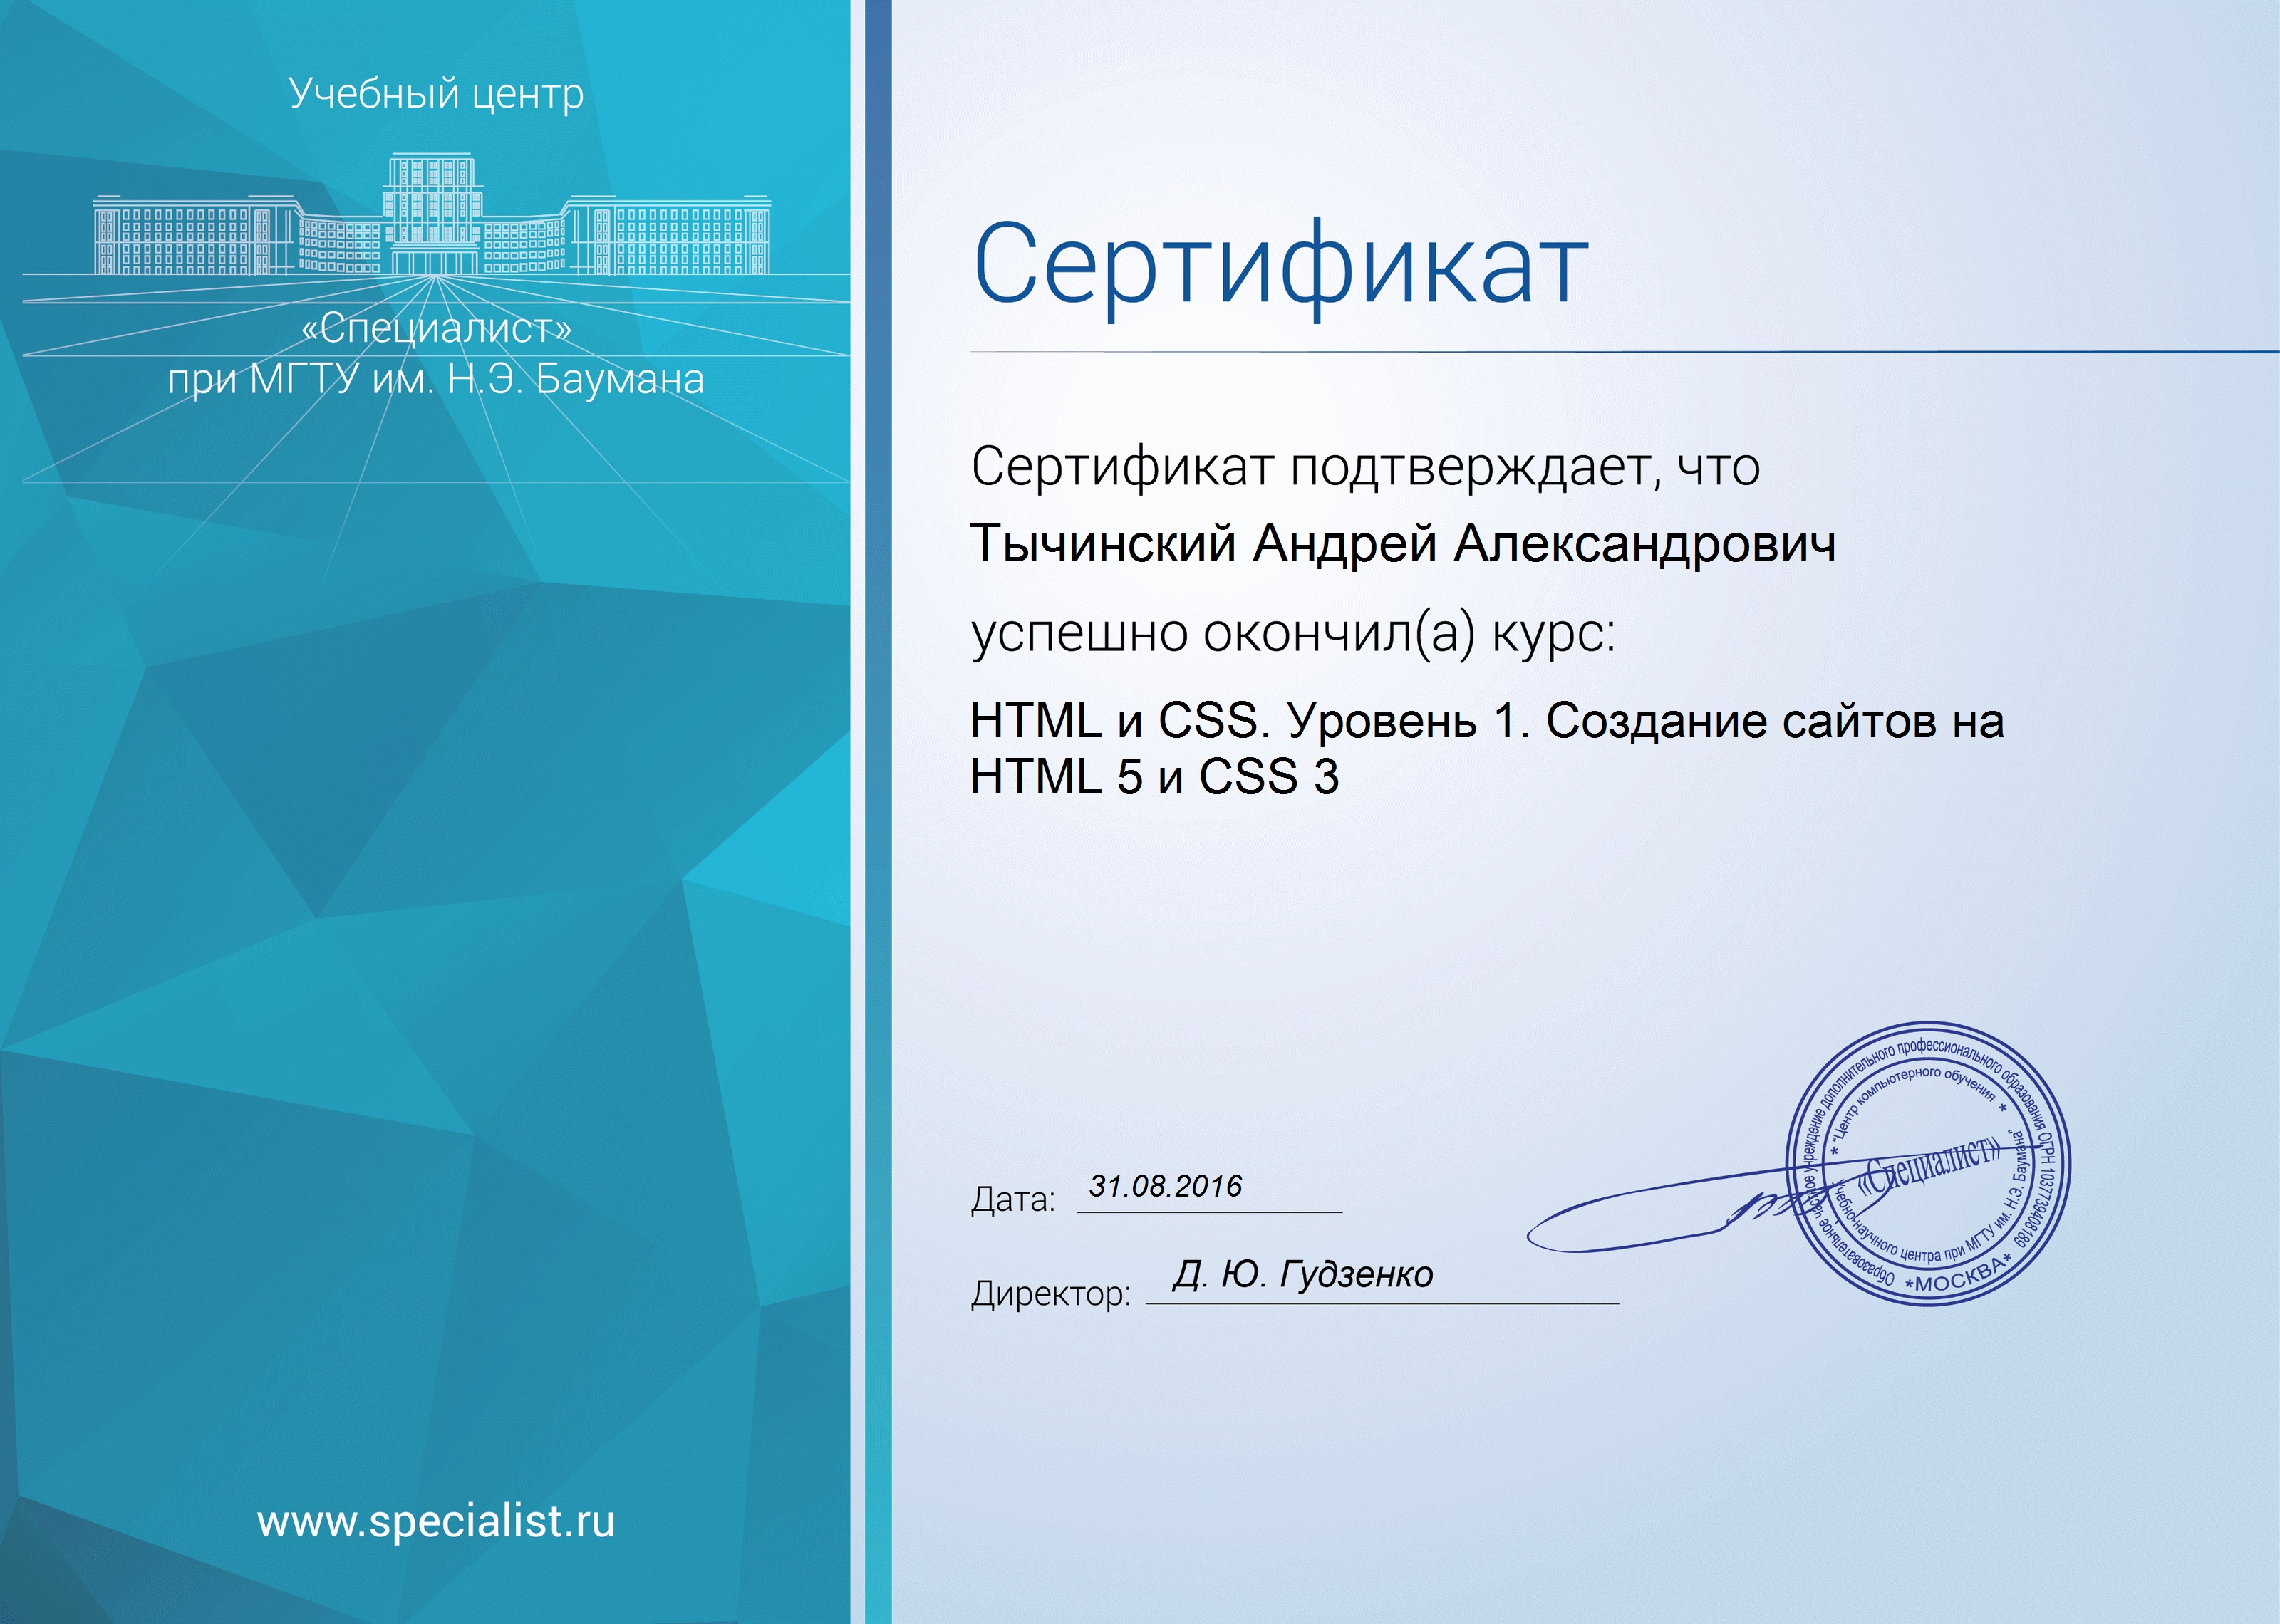 Учебный центр
«Специалист»
при МГТУ им. Н.Э. Баумана
www.specialist.ru
Сертификат
Сертификат подтверждает, что
Тычинский Андрей Александрович
успешно окончил(а) курс:
HTML и CSS. Уровень 1. Создание сайтов на
HTML 5 и CSS 3
Дата: 31.08.2016
Директор: Д. Ю. Гудзенко
Образовательное частное учреждение дополнительного профессионального образования ОГРН 1037739408189
*МОСКВА*
* "Центр компьютерного обучения *
Учебно-научного центра при МГТУ им. Н.Э. Баумана"
«Специалист»